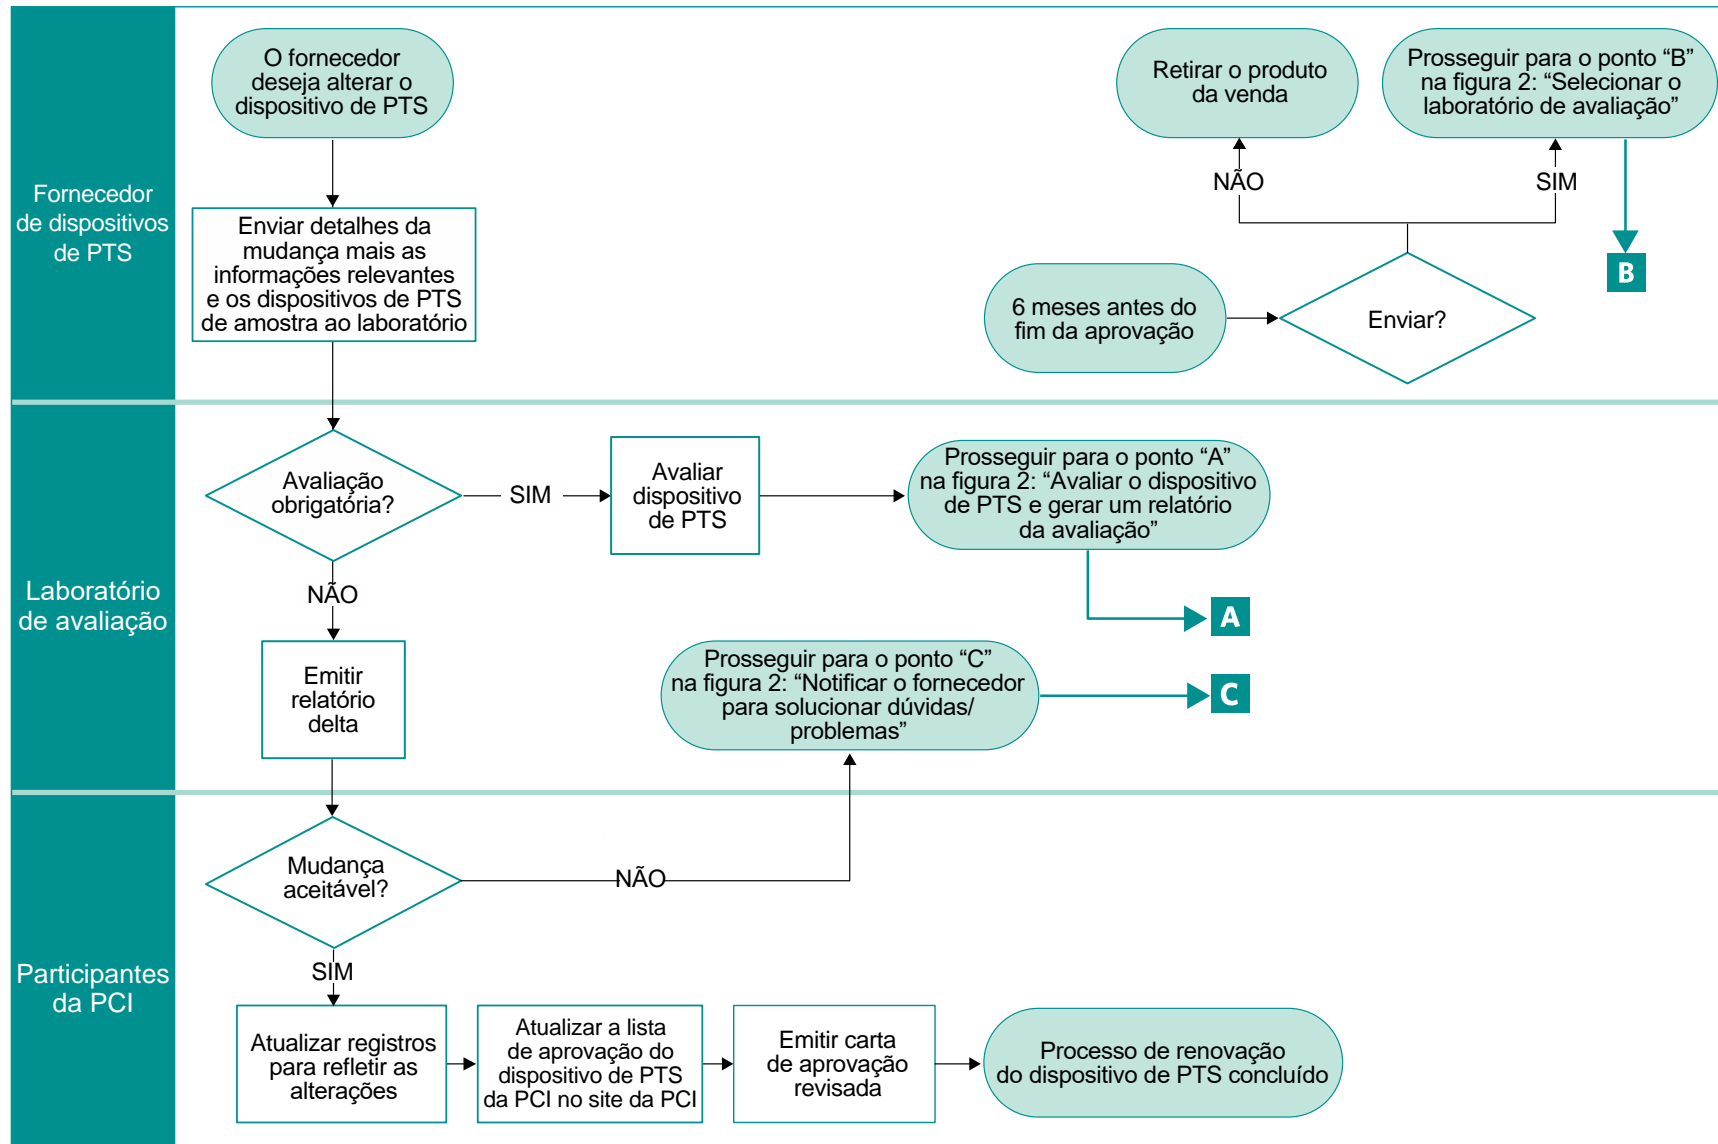 Fornecedor
de dispositivos
de PTS
O fornecedor
deseja alterar o
dispositivo de PTS
Enviar detalhes da
mudança mais as
informações relevantes
e os dispositivos de PTS
de amostra ao laboratório
Retirar o produto
da venda
Prosseguir para o ponto “B”
na figura 2: “Selecionar o
laboratório de avaliação”
NÃO
SIM
B
6 meses antes do
fim da aprovação
Enviar?
Laboratório
de avaliação
Avaliação
obrigatória?
SIM
Avaliar
dispositivo
de PTS
Prosseguir para o ponto “A”
na figura 2: “Avaliar o dispositivo
de PTS e gerar um relatório
da avaliação”
A
NÃO
Emitir
relatório
delta
Prosseguir para o ponto “C”
na figura 2: “Notificar o fornecedor
para solucionar dúvidas/
problemas”
C
Participantes
da PCI
Mudança
aceitável?
NÃO
SIM
Atualizar registros
para refletir as
alterações
Atualizar a lista
de aprovação do
dispositivo de PTS
da PCI no site da PCI
Emitir carta
de aprovação
revisada
Processo de renovação
do dispositivo de PTS concluído